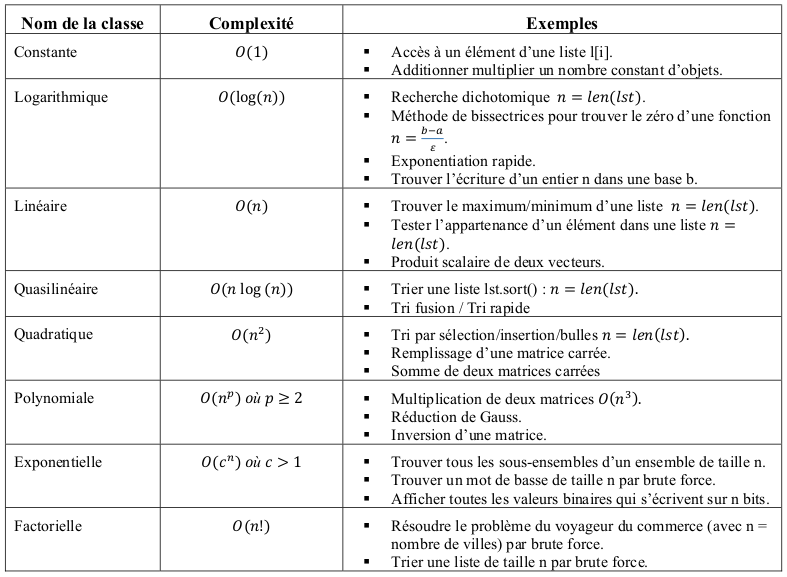 Nom de la classe Complexité Exemples
Constante O(1) ▪ Accès à un élément d’une liste l[i].
▪ Additionner multiplier un nombre constant d’objets.
Logarithmique O(log(n)) ▪ Recherche dichotomique n = len(lst).
▪ Méthode de bissectrices pour trouver le zéro d’une fonction
n = (b−a)/ε.
▪ Exponentiation rapide.
▪ Trouver l’écriture d’un entier n dans une base b.
Linéaire O(n) ▪ Trouver le maximum/minimum d’une liste n = len(lst).
▪ Tester l’appartenance d’un élément dans une liste n =
len(lst).
▪ Produit scalaire de deux vecteurs.
Quasilinéaire O(n log (n)) ▪ Trier une liste lst.sort() : n = len(lst).
▪ Tri fusion / Tri rapide
Quadratique O(n²) ▪ Tri par sélection/insertion/bulles n = len(lst).
▪ Remplissage d’une matrice carrée.
▪ Somme de deux matrices carrées
Polynomiale O(nᵖ) où p ≥ 2 ▪ Multiplication de deux matrices O(n³).
▪ Réduction de Gauss.
▪ Inversion d’une matrice.
Exponentielle O(cⁿ) où c > 1 ▪ Trouver tous les sous-ensembles d’un ensemble de taille n.
▪ Trouver un mot de basse de taille n par brute force.
▪ Afficher toutes les valeurs binaires qui s’écrivent sur n bits.
Factorielle O(n!) ▪ Résoudre le problème du voyageur du commerce (avec n =
nombre de villes) par brute force.
▪ Trier une liste de taille n par brute force.